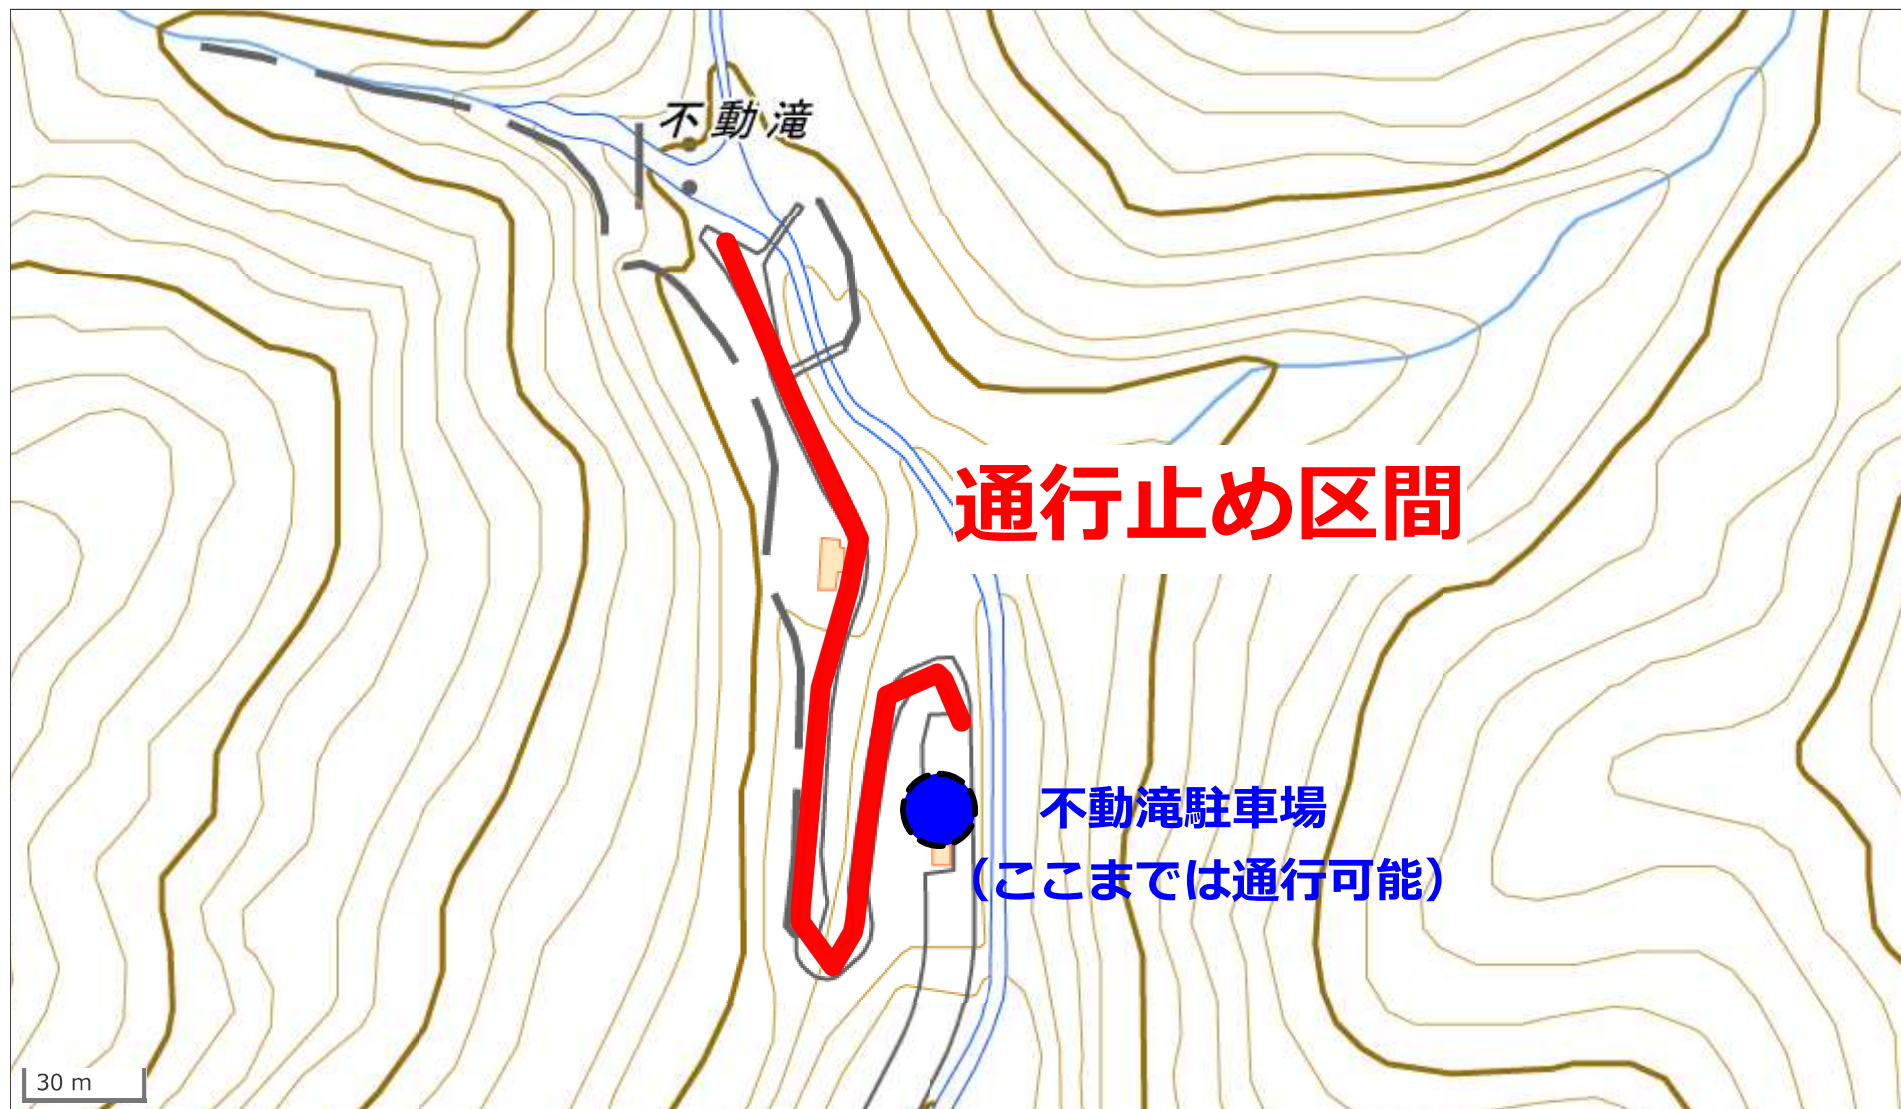 不動滝
通行止め区間
不動滝駐車場
（ここまでは通行可能）
30 m